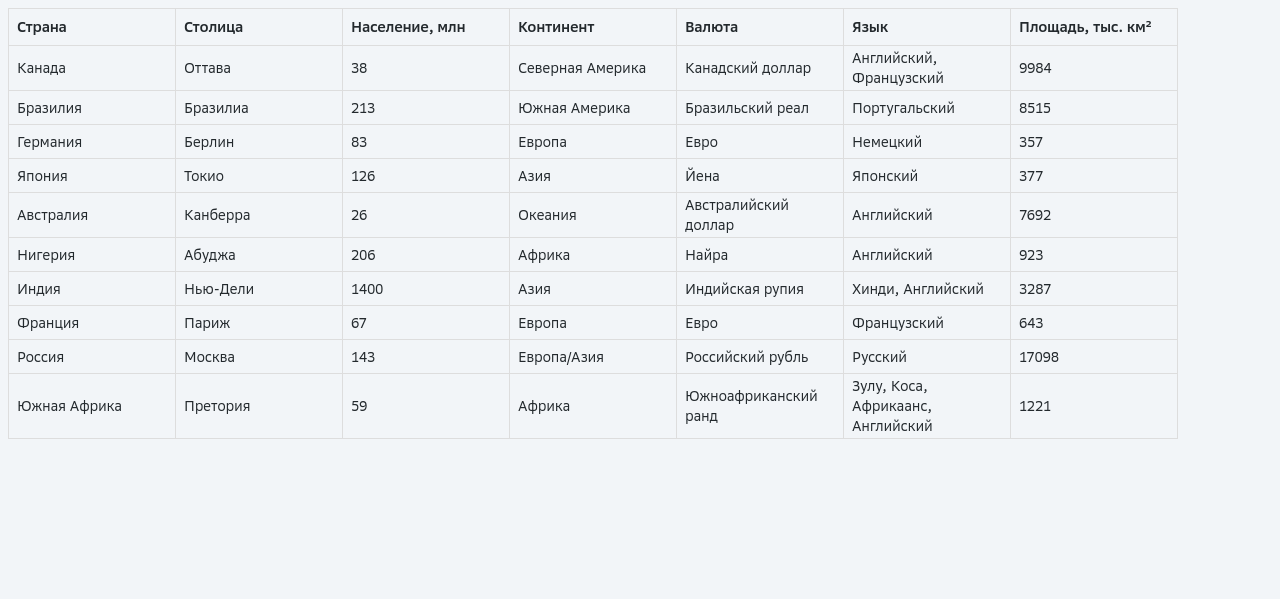 Страна Столица Население, млн Континент Валюта Язык Площадь, тыс. км²
Канада Оттава 38 Северная Америка Канадский доллар Английский, Французский 9984
Бразилия Бразилиа 213 Южная Америка Бразильский реал Португальский 8515
Германия Берлин 83 Европа Евро Немецкий 357
Япония Токио 126 Азия Йена Японский 377
Австралия Канберра 26 Океания Австралийский доллар Английский 7692
Нигерия Абуджа 206 Африка Найра Английский 923
Индия Нью-Дели 1400 Азия Индийская рупия Хинди, Английский 3287
Франция Париж 67 Европа Евро Французский 643
Россия Москва 143 Европа/Азия Российский рубль Русский 17098
Южная Африка Претория 59 Африка Южноафриканский ранд Зулу, Коса, Африкаанс, Английский 1221